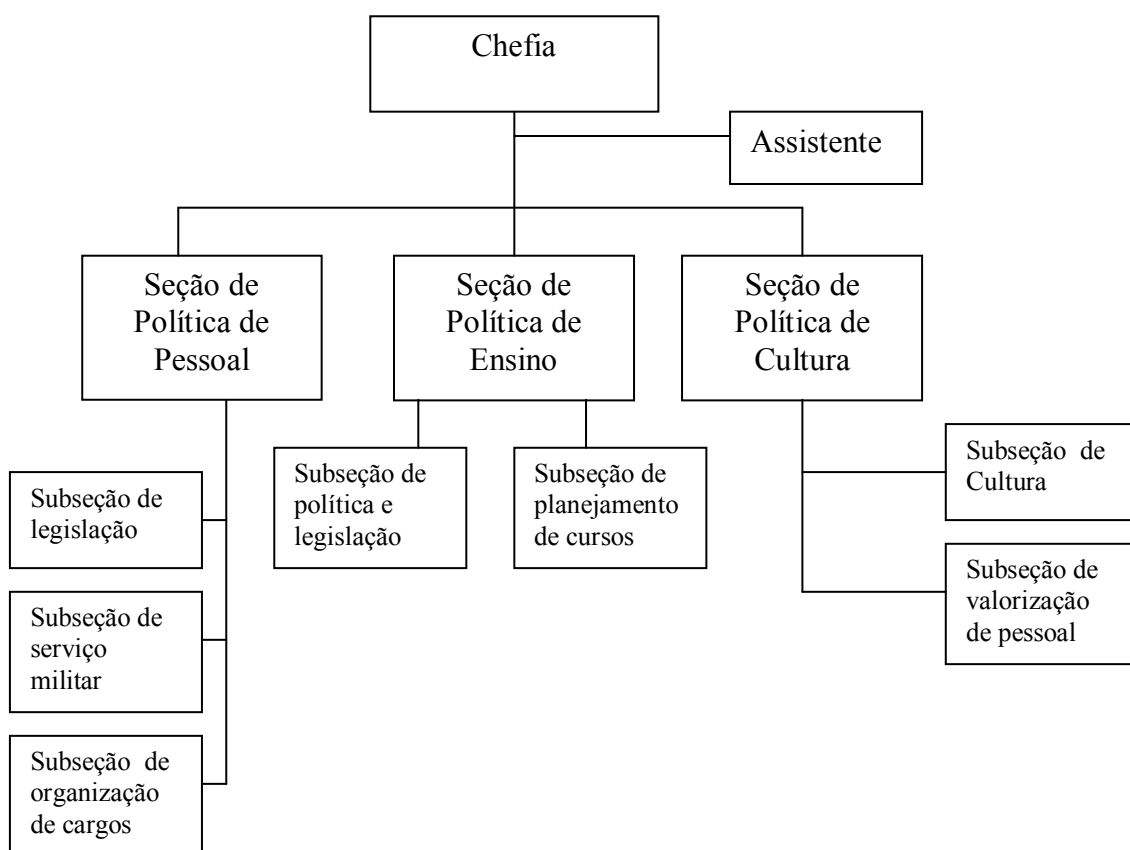 Chefia
Assistente
Seção de
Política de
Pessoal
Seção de
Política de
Ensino
Seção de
Política de
Cultura
Subseção de
legislação
Subseção de
serviço
militar
Subseção de
organização
de cargos
Subseção de
política e
legislação
Subseção de
planejamento
de cursos
Subseção de
Cultura
Subseção de
valorização
de pessoal